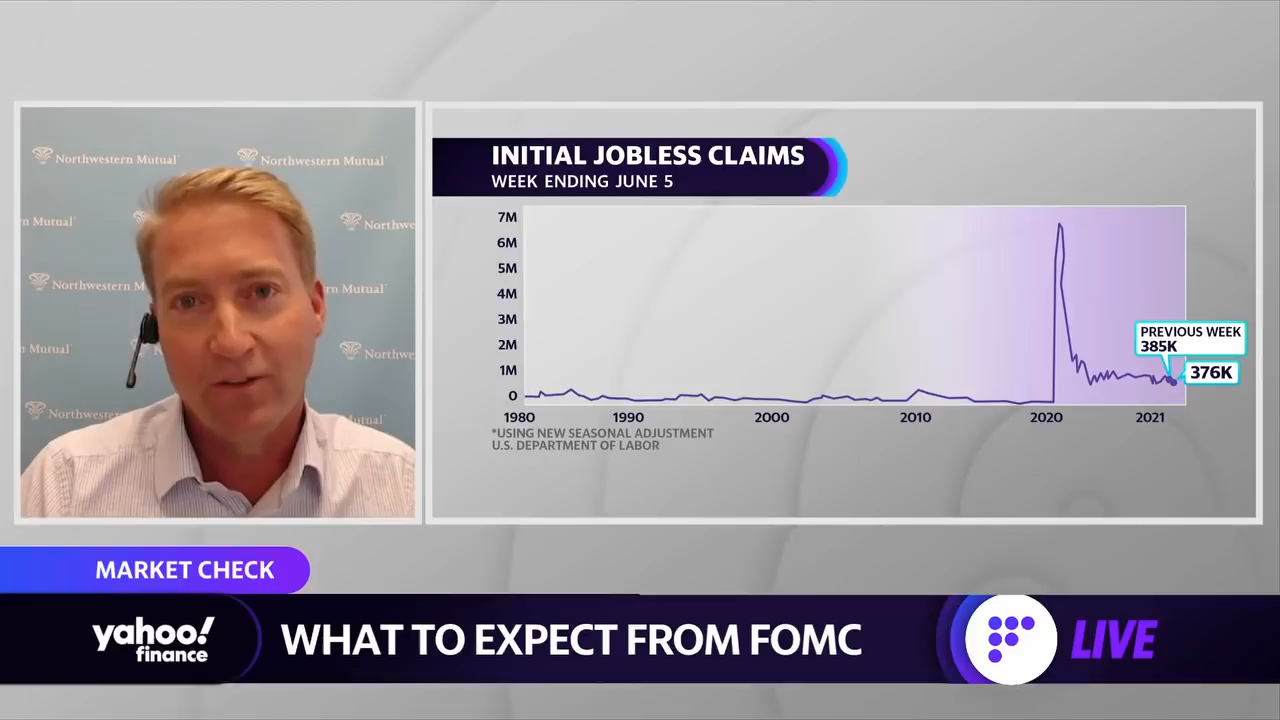 Northwestern Mutual
Northwestern Mutual
n Mutual
Northwe
Northwestern M
Mutual
Mutual
Northwe
Northwestern
Mutual
INITIAL JOBLESS CLAIMS
WEEK ENDING JUNE 5
7M
6M
5M
4M
3M
2M
1M
0
1980
1990
2000
2010
2020
2021
PREVIOUS WEEK
385K
376K
*USING NEW SEASONAL ADJUSTMENT
U.S. DEPARTMENT OF LABOR
MARKET CHECK
yahoo!
finance
WHAT TO EXPECT FROM FOMC
LIVE